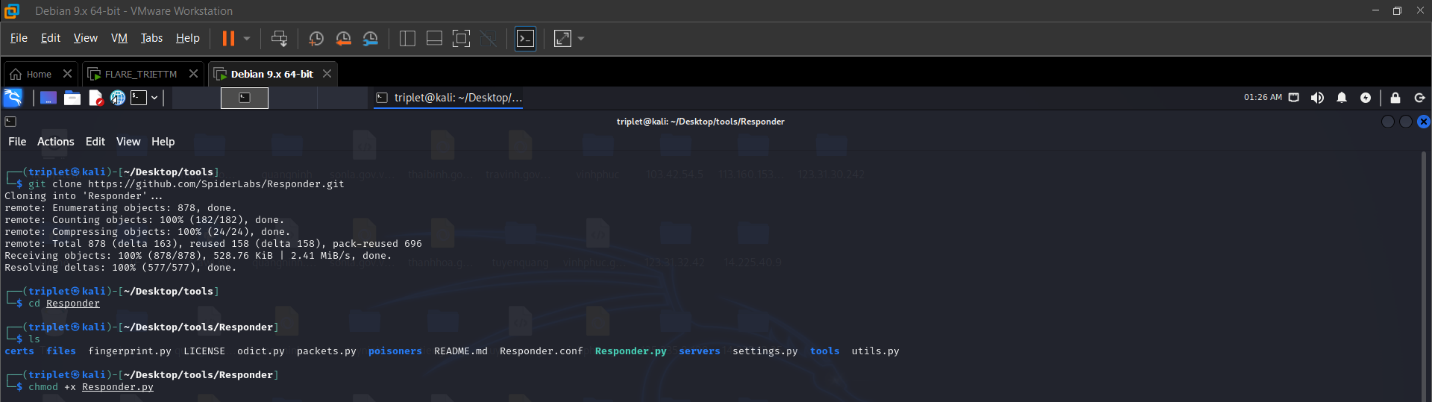 Debian 9.x 64-bit - VMware Workstation
File Edit View VM Tabs Help
Home FLARE_TRIETTM Debian 9.x 64-bit
triplet@kali: ~/Desktop/... 01:26 AM
triplet@kali: ~/Desktop/tools/Responder
File Actions Edit View Help
┌──(triplet㉿kali)-[~/Desktop/tools]
└─$ git clone https://github.com/SpiderLabs/Responder.git
Cloning into 'Responder'...
remote: Enumerating objects: 878, done.
remote: Counting objects: 100% (182/182), done.
remote: Compressing objects: 100% (24/24), done.
remote: Total 878 (delta 163), reused 158 (delta 158), pack-reused 696
Receiving objects: 100% (878/878), 528.76 KiB | 2.41 MiB/s, done.
Resolving deltas: 100% (577/577), done.
┌──(triplet㉿kali)-[~/Desktop/tools]
└─$ cd Responder
┌──(triplet㉿kali)-[~/Desktop/tools/Responder]
└─$ ls
certs files fingerprint.py LICENSE odict.py packets.py poisoners README.md Responder.conf Responder.py servers settings.py tools utils.py
┌──(triplet㉿kali)-[~/Desktop/tools/Responder]
└─$ chmod +x Responder.py